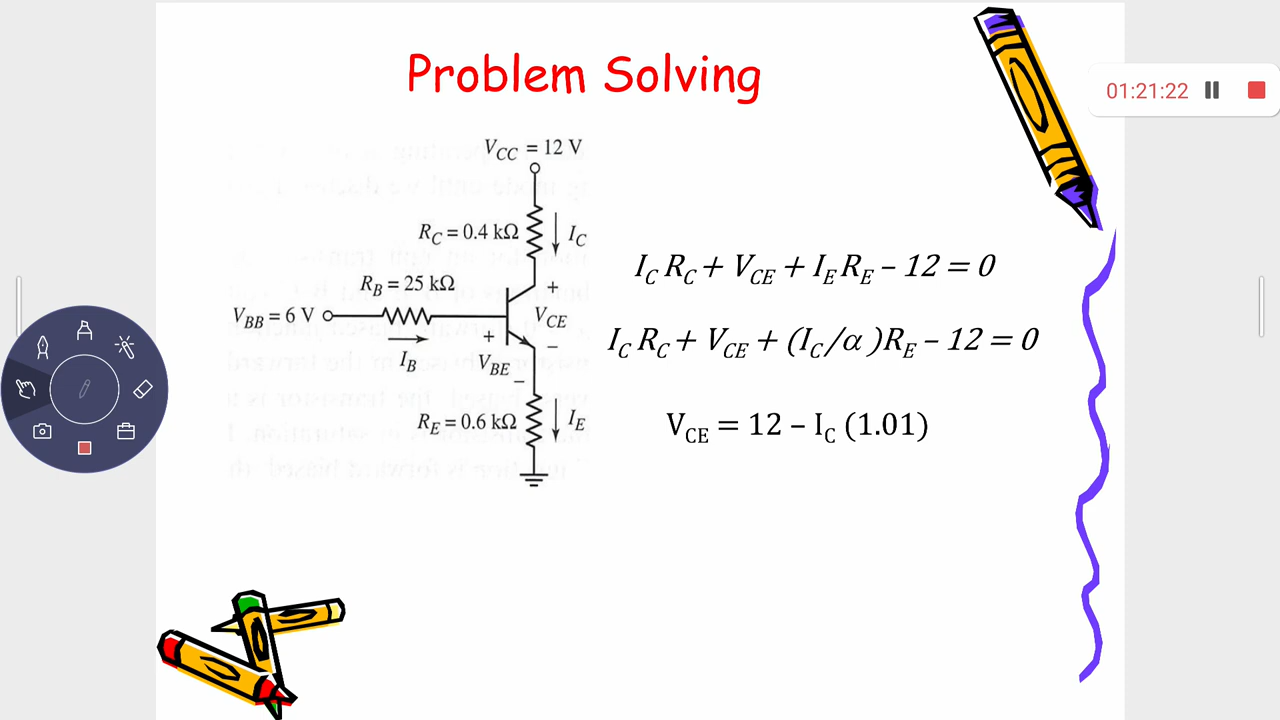 Problem Solving
01:21:22
V_CC = 12 V
R_C = 0.4 kΩ
I_C
R_B = 25 kΩ
V_BB = 6 V
+
V_CE
−
+
I_B
V_BE
−
R_E = 0.6 kΩ
I_E
I_C R_C + V_CE + I_E R_E – 12 = 0
I_C R_C + V_CE + (I_C/α )R_E – 12 = 0
V_CE = 12 – I_C (1.01)